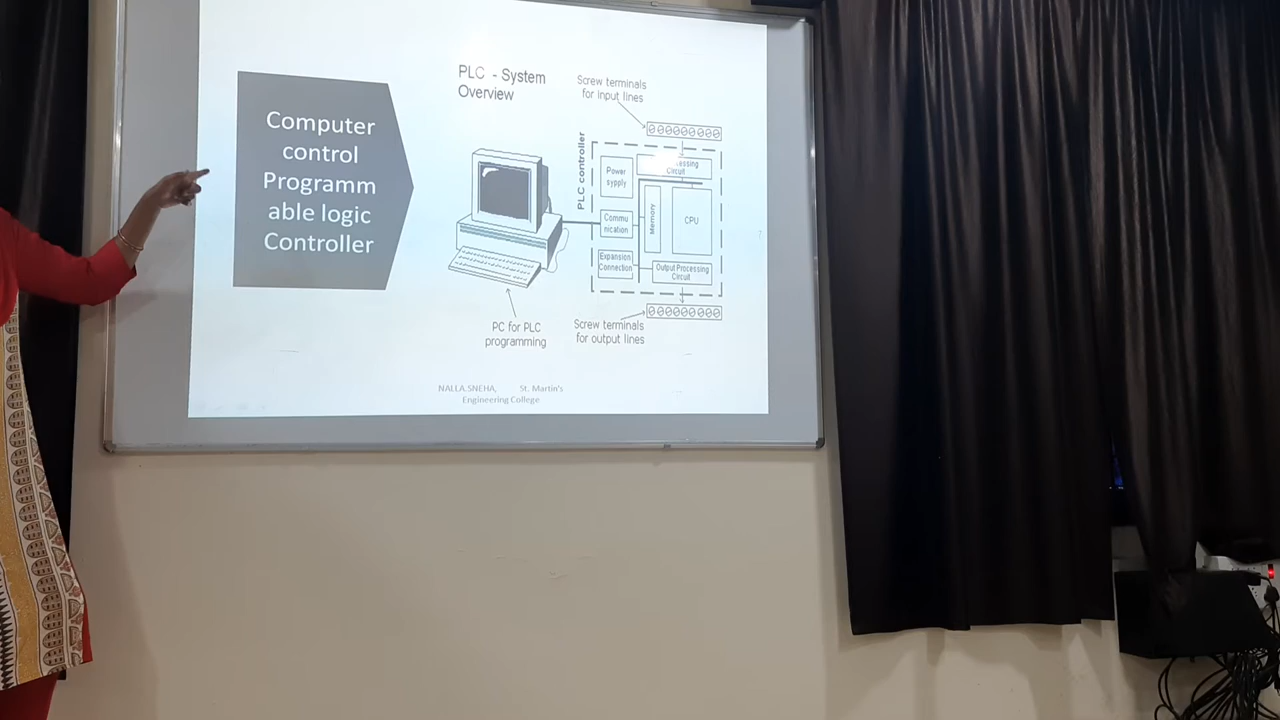 Computer
control
Programm
able logic
Controller
PLC - System
Overview
Screw terminals
for input lines
PLC controller
Power
supply
Circuit
Commu
nication
Memory
CPU
Expansion
Connection
Output Processing
Circuit
PC for PLC
programming
Screw terminals
for output lines
NALLA.SNEHA, St. Martin's
Engineering College
7